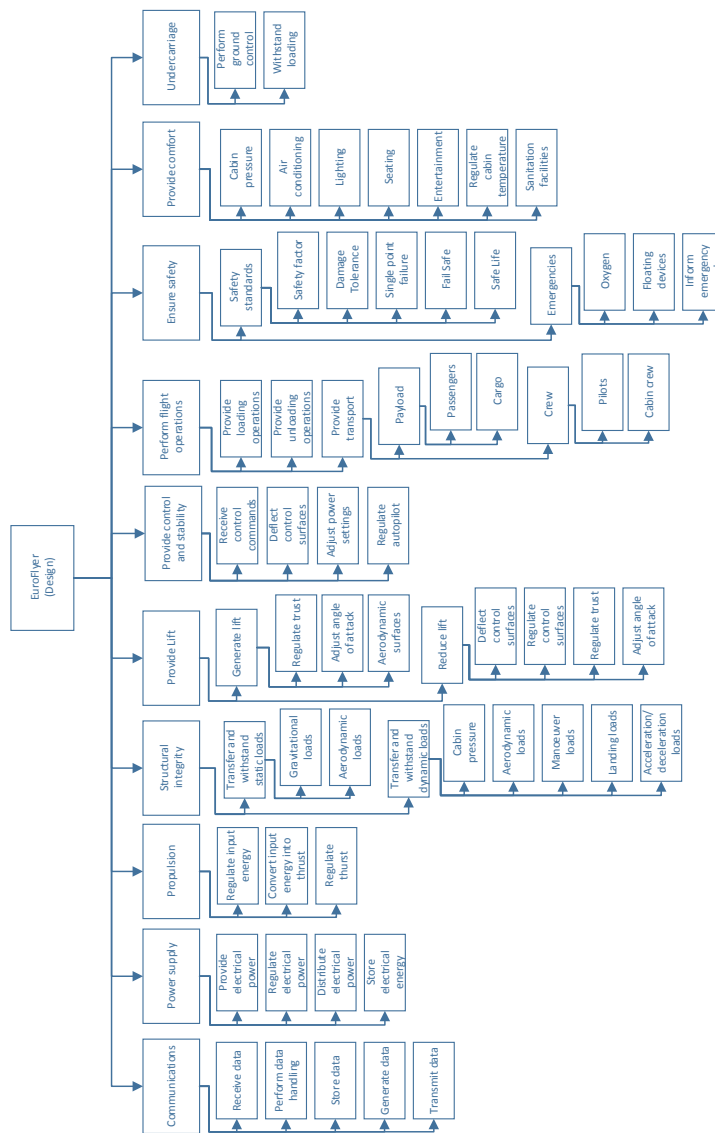 EuroFlyer
(Design)
Communications
Receive data
Perform data
handling
Store data
Generate data
Transmit data
Power supply
Provide
electrical power
Regulate
electrical power
Distribute
electrical power
Store
electrical energy
Propulsion
Regulate input
energy
Convert input
energy into
thrust
Regulate
thurst
Structural
integrity
Transfer and
withstand
static loads
Gravitational
loads
Aerodynamic
loads
Transfer and
withstand
dynamic loads
Cabin
pressure
Aerodynamic
loads
Manoeuver
loads
Landing loads
Acceleration/
deceleration
loads
Provide Lift
Generate lift
Regulate trust
Adjust angle
of attack
Aerodynamic
surfaces
Reduce lift
Deflect
control
surfaces
Regulate
control
surfaces
Regulate
trust
Adjust angle
of attack
Provide control
and stability
Receive control
commands
Deflect control
surfaces
Adjust power
settings
Regulate
autopilot
Perform flight
operations
Provide
loading
operations
Provide
unloading
operations
Provide
transport
Payload
Passengers
Cargo
Crew
Pilots
Cabin crew
Ensure safety
Safety
standards
Safety factor
Damage
Tolerance
Single point
failure
Fail Safe
Safe Life
Emergencies
Oxygen
Floating
devices
Inform
emergency
Provide comfort
Cabin
pressure
Air
conditioning
Lighting
Seating
Entertainment
Regulate
cabin
temperature
Sanitation
facilities
Undercarriage
Perform
ground
control
Withstand
loading